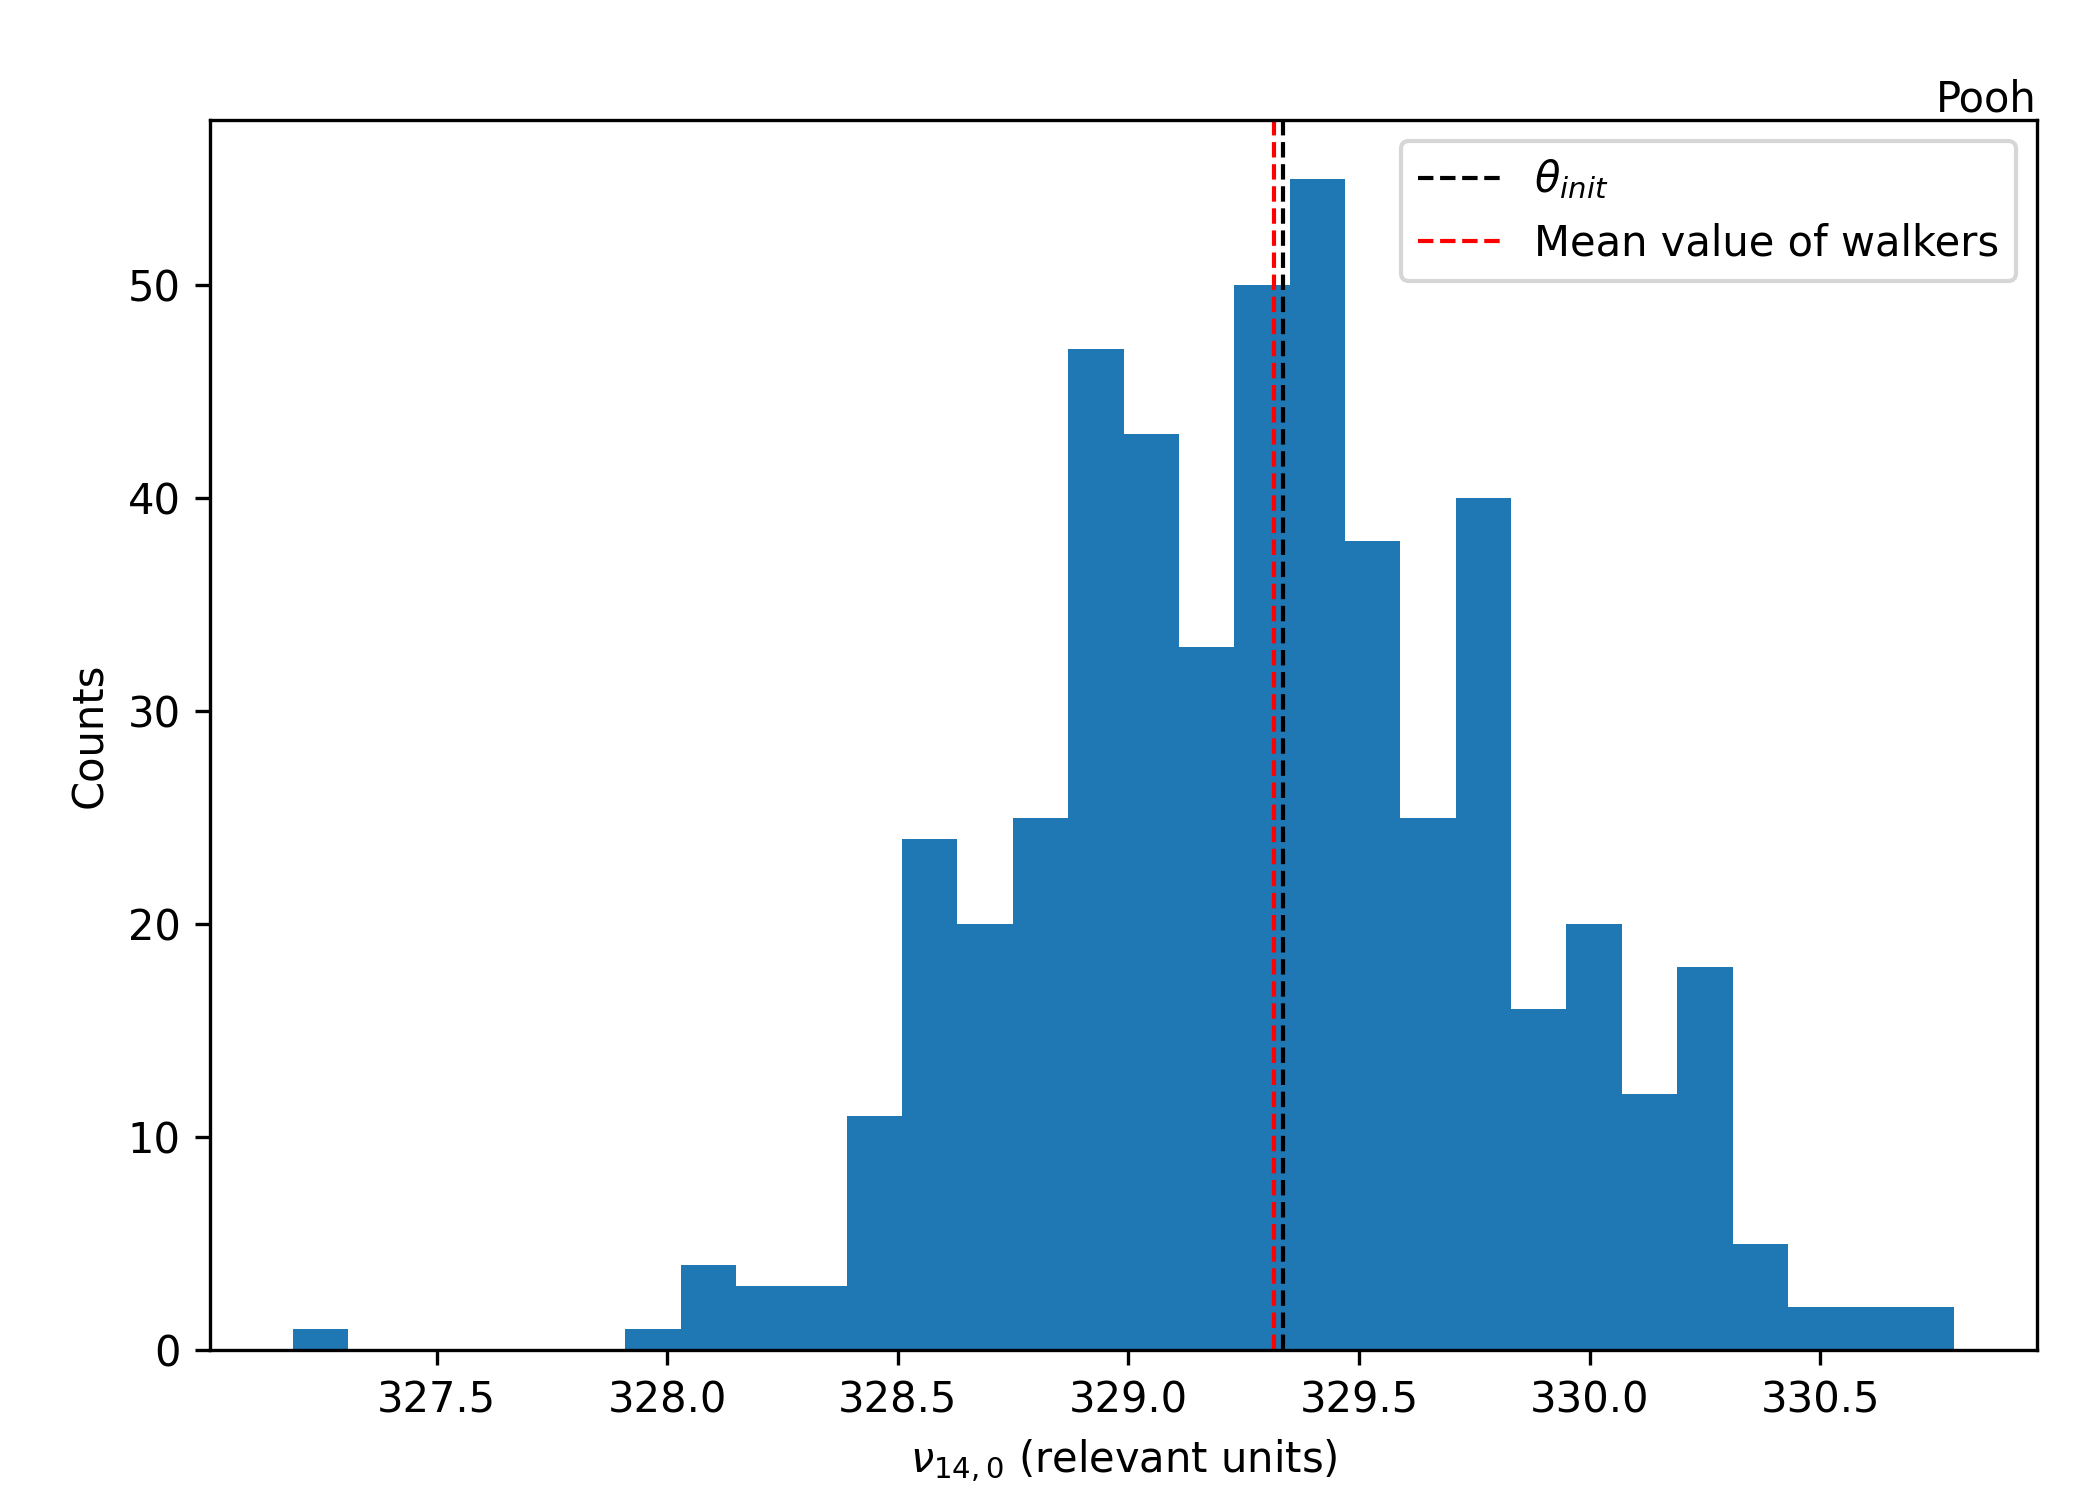 Pooh
θinit
Mean value of walkers
50
40
30
20
10
0
Counts
327.5 328.0 328.5 329.0 329.5 330.0 330.5
ν14, 0 (relevant units)